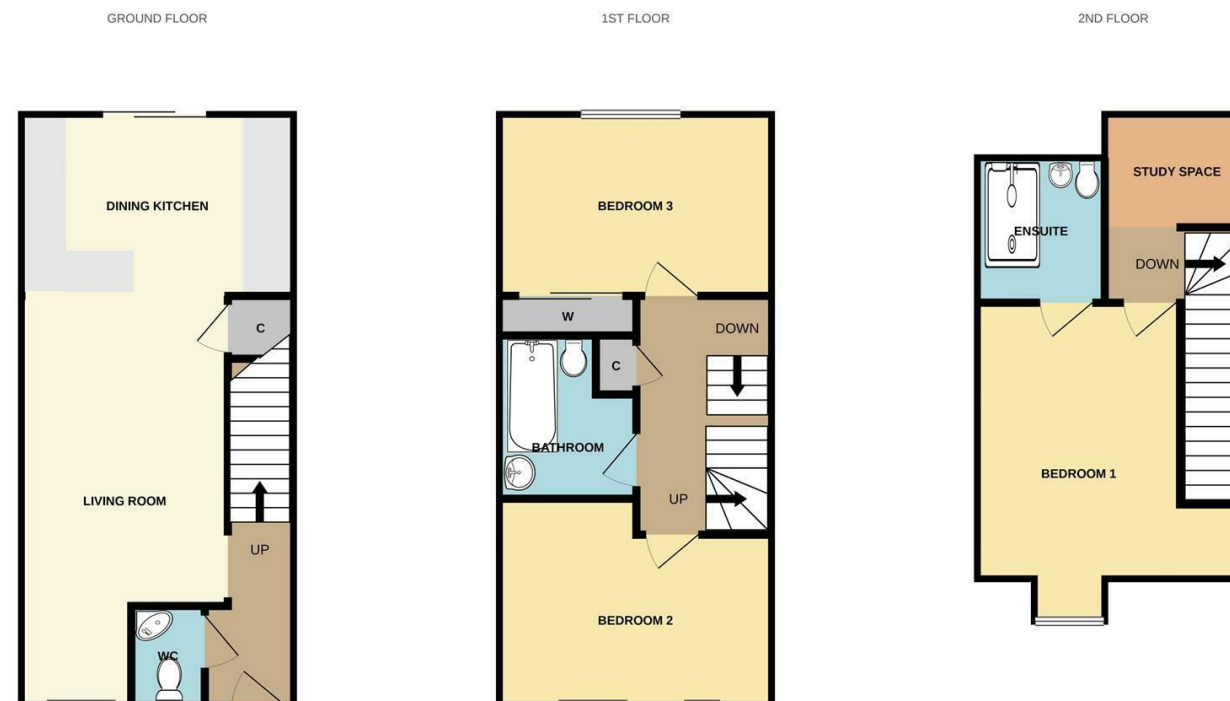 GROUND FLOOR
DINING KITCHEN
C
LIVING ROOM
UP
WC
1ST FLOOR
BEDROOM 3
W
DOWN
C
BATHROOM
UP
BEDROOM 2
2ND FLOOR
STUDY SPACE
ENSUITE
DOWN
BEDROOM 1